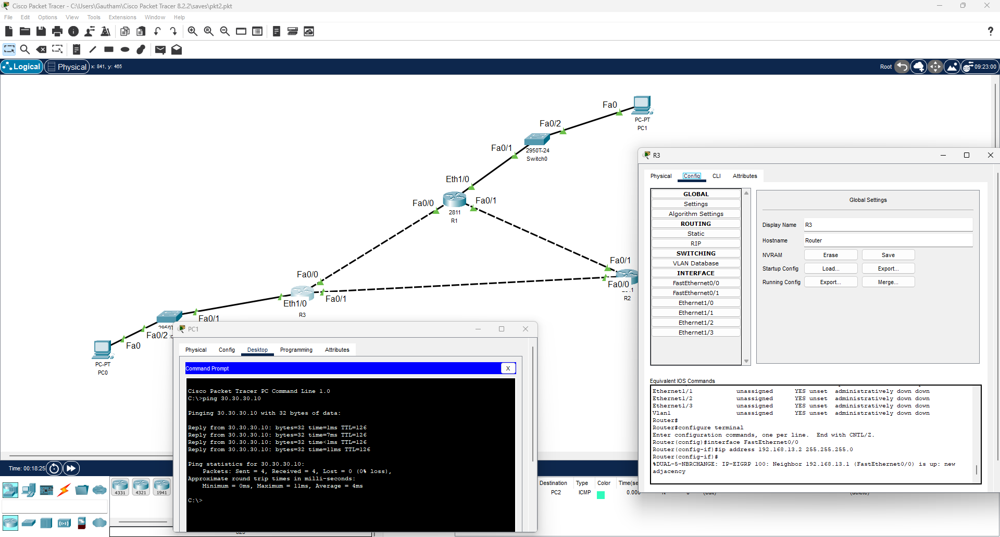 Cisco Packet Tracer - C:\Users\Gautham\Cisco Packet Tracer 8.2.2\saves\pkt2.pkt
File Edit Options View Tools Extensions Window Help
Logical Physical x: 841, y: 465
Root 09:23:00
Fa0
PC-PT
PC1
Fa0/2
Fa0/1
2950T-24
Switch0
Eth1/0
Fa0/0
Fa0/1
2811
R1
Fa0/1
Fa0/0
R2
Fa0/0
Fa0/1
Eth1/0
R3
Fa0/1
Fa0/2
Fa0
PC-PT
PC0
R3
Physical Config CLI Attributes
GLOBAL
Settings
Algorithm Settings
ROUTING
Static
RIP
SWITCHING
VLAN Database
INTERFACE
FastEthernet0/0
FastEthernet0/1
Ethernet1/0
Ethernet1/1
Ethernet1/2
Ethernet1/3
Global Settings
Display Name R3
Hostname Router
NVRAM Erase Save
Startup Config Load... Export...
Running Config Export... Merge...
Equivalent IOS Commands
Ethernet1/1 unassigned YES unset administratively down down
Ethernet1/2 unassigned YES unset administratively down down
Ethernet1/3 unassigned YES unset administratively down down
Vlan1 unassigned YES unset administratively down down
Router#
Router#configure terminal
Enter configuration commands, one per line. End with CNTL/Z.
Router(config)#interface FastEthernet0/0
Router(config-if)#ip address 192.168.13.2 255.255.255.0
Router(config-if)#
%DUAL-5-NBRCHANGE: IP-EIGRP 100: Neighbor 192.168.13.1 (FastEthernet0/0) is up: new
adjacency
PC1
Physical Config Desktop Programming Attributes
Command Prompt X
Cisco Packet Tracer PC Command Line 1.0
C:\>ping 30.30.30.10
Pinging 30.30.30.10 with 32 bytes of data:
Reply from 30.30.30.10: bytes=32 time=1ms TTL=126
Reply from 30.30.30.10: bytes=32 time=7ms TTL=126
Reply from 30.30.30.10: bytes=32 time<1ms TTL=126
Reply from 30.30.30.10: bytes=32 time=11ms TTL=126
Ping statistics for 30.30.30.10:
Packets: Sent = 4, Received = 4, Lost = 0 (0% loss),
Approximate round trip times in milli-seconds:
Minimum = 0ms, Maximum = 11ms, Average = 4ms
C:\>
Time: 00:18:25
4331 4321 1941
Destination Type Color Time(se
PC2 ICMP 0.000